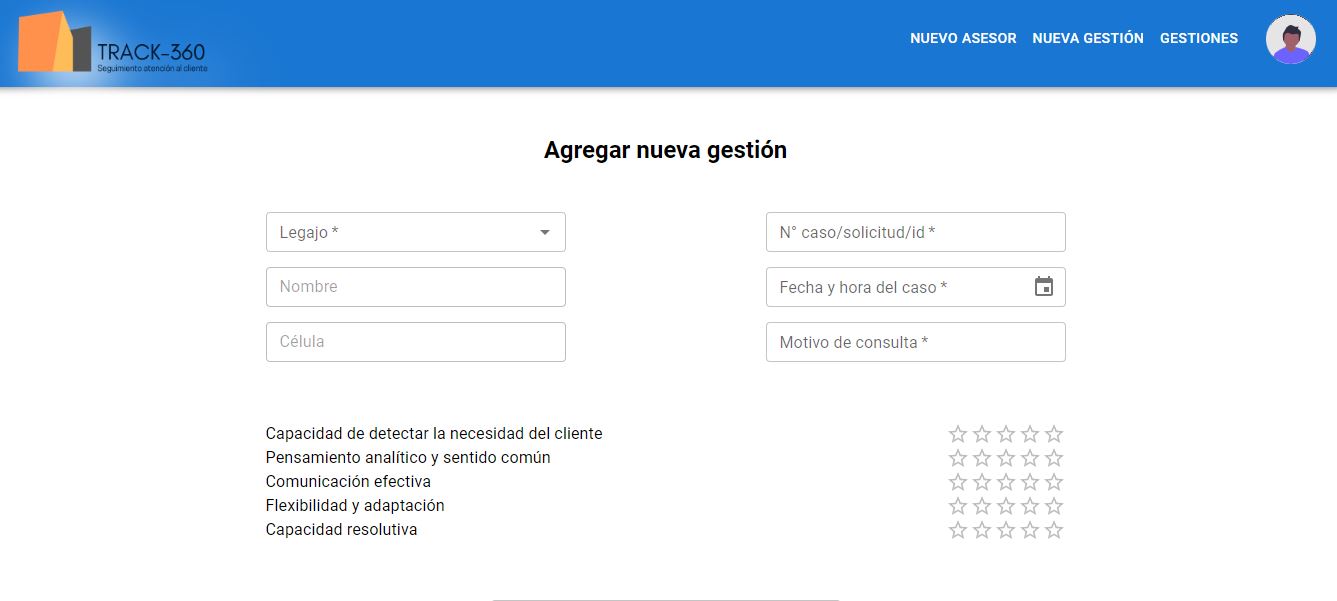 TRACK-360
Seguimiento atención al cliente
NUEVO ASESOR NUEVA GESTIÓN GESTIONES
Agregar nueva gestión
Legajo *
Nombre
Célula
N° caso/solicitud/id *
Fecha y hora del caso *
Motivo de consulta *
Capacidad de detectar la necesidad del cliente
Pensamiento analítico y sentido común
Comunicación efectiva
Flexibilidad y adaptación
Capacidad resolutiva